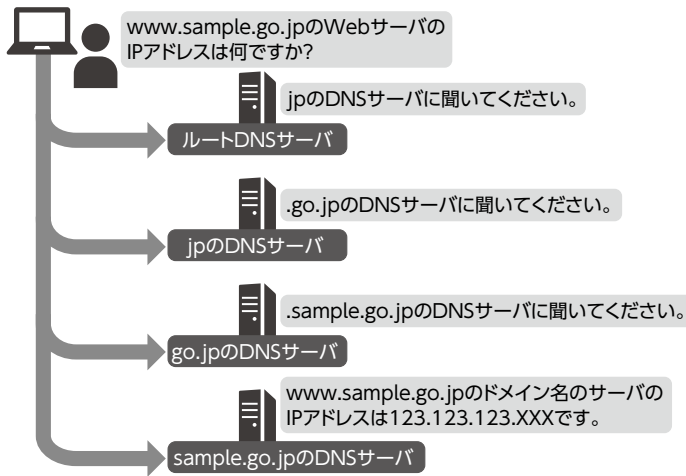 www.sample.go.jpのWebサーバの
IPアドレスは何ですか?
jpのDNSサーバに聞いてください。
ルートDNSサーバ
.go.jpのDNSサーバに聞いてください。
jpのDNSサーバ
.sample.go.jpのDNSサーバに聞いてください。
go.jpのDNSサーバ
www.sample.go.jpのドメイン名のサーバの
IPアドレスは123.123.123.XXXです。
sample.go.jpのDNSサーバ